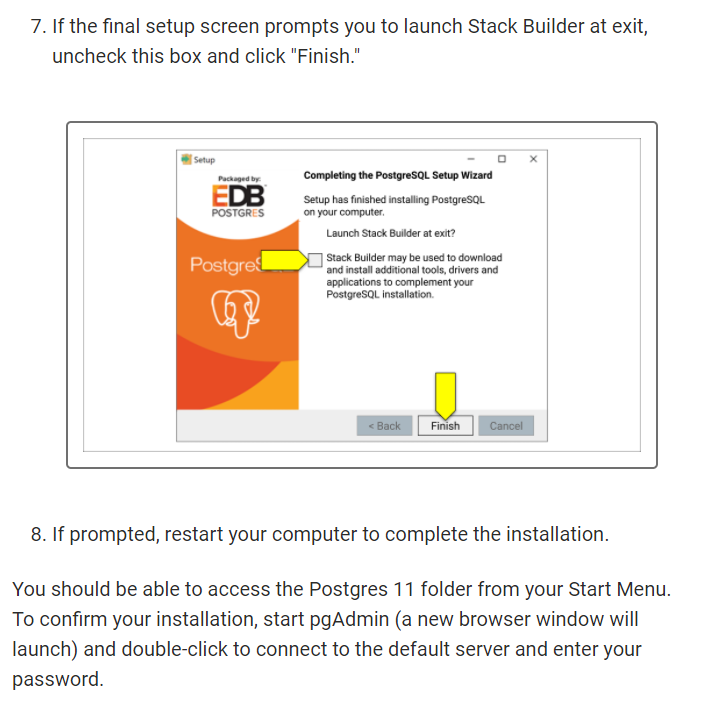 7. If the final setup screen prompts you to launch Stack Builder at exit,
uncheck this box and click "Finish."
Setup
Packaged by:
EDB
POSTGRES
Completing the PostgreSQL Setup Wizard
Setup has finished installing PostgreSQL
on your computer.
Launch Stack Builder at exit?
Stack Builder may be used to download
and install additional tools, drivers and
applications to complement your
PostgreSQL installation.
< Back
Finish
Cancel
8. If prompted, restart your computer to complete the installation.
You should be able to access the Postgres 11 folder from your Start Menu.
To confirm your installation, start pgAdmin (a new browser window will
launch) and double-click to connect to the default server and enter your
password.